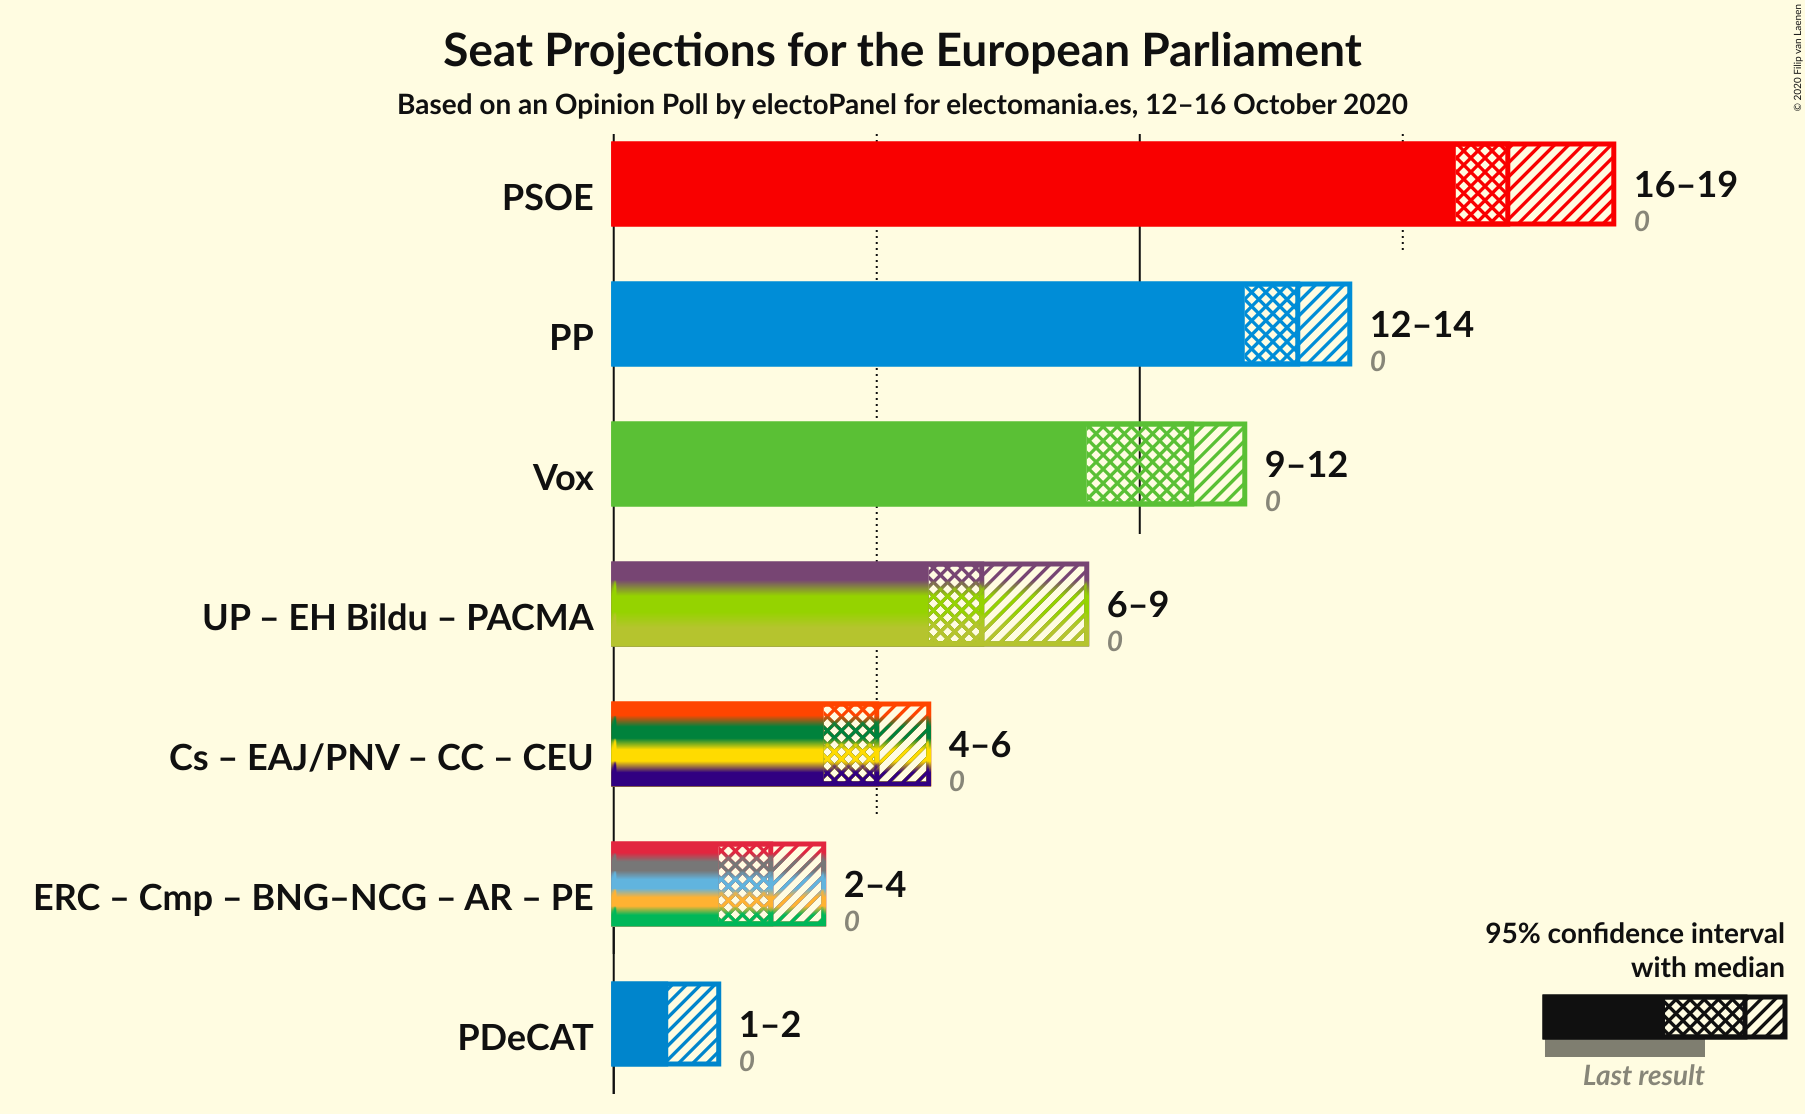 Seat Projections for the European Parliament
Based on an Opinion Poll by electoPanel for electomania.es, 12–16 October 2020
© 2020 Filip van Laenen
PSOE
16–19
0
PP
12–14
0
Vox
9–12
0
UP – EH Bildu – PACMA
6–9
0
Cs – EAJ/PNV – CC – CEU
4–6
0
ERC – Cmp – BNG–NCG – AR – PE
2–4
0
PDeCAT
1–2
0
95% confidence interval
with median
Last result